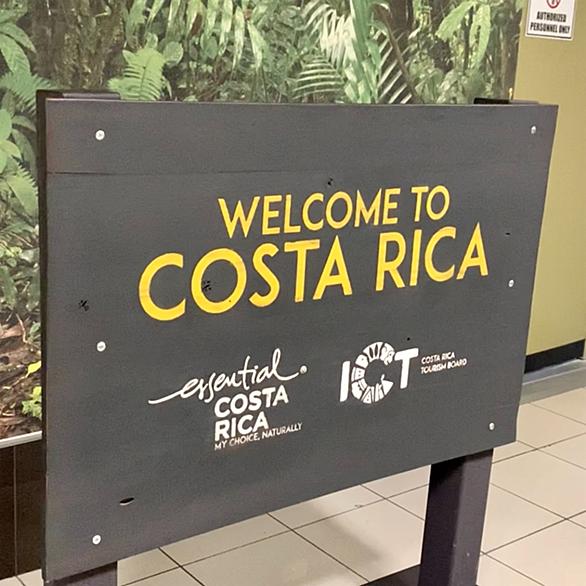 AUTHORIZED
PERSONNEL ONLY
WELCOME TO
COSTA RICA
essential®
COSTA
RICA
MY CHOICE, NATURALLY
ICT
COSTA RICA
TOURISM BOARD